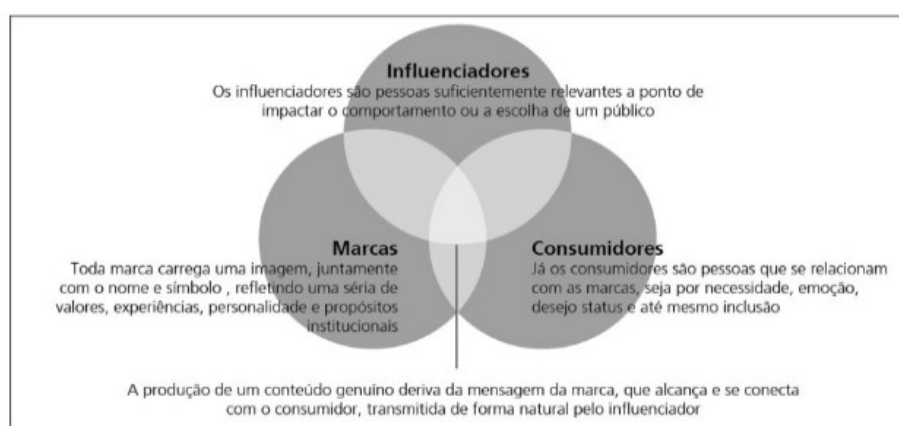 Influenciadores
Os influenciadores são pessoas suficientemente relevantes a ponto de
impactar o comportamento ou a escolha de um público
Marcas
Toda marca carrega uma imagem, juntamente
com o nome e símbolo , refletindo uma séria de
valores, experiências, personalidade e propósitos
institucionais
Consumidores
Já os consumidores são pessoas que se relacionam
com as marcas, seja por necessidade, emoção,
desejo status e até mesmo inclusão
A produção de um conteúdo genuíno deriva da mensagem da marca, que alcança e se conecta
com o consumidor, transmitida de forma natural pelo influenciador